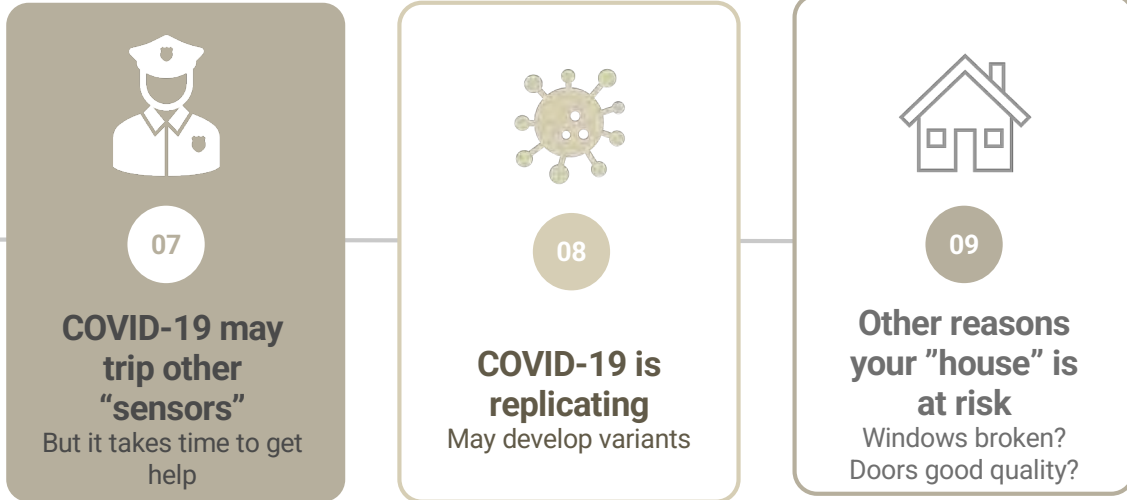 07
COVID-19 may
trip other
“sensors”
But it takes time to get
help
08
COVID-19 is
replicating
May develop variants
09
Other reasons
your ”house” is
at risk
Windows broken?
Doors good quality?